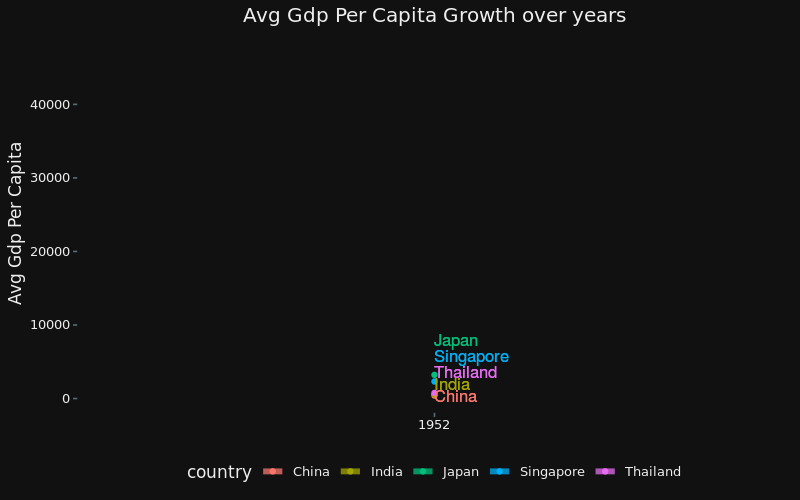 Avg Gdp Per Capita Growth over years
Avg Gdp Per Capita
40000
30000
20000
10000
0
Japan
Singapore
Thailand
India
China
1952
country China India Japan Singapore Thailand